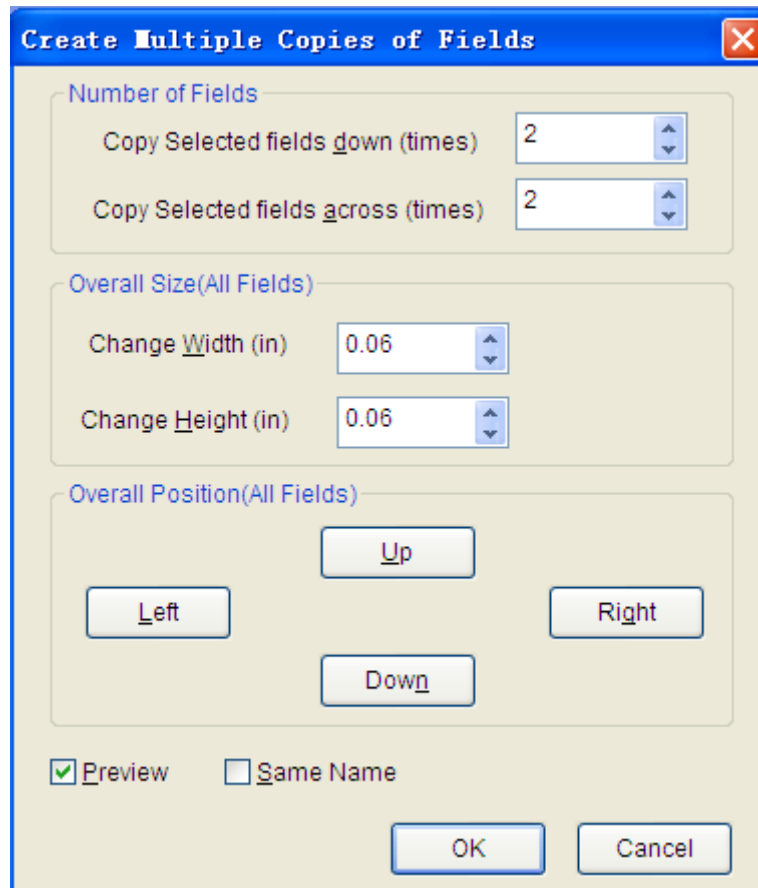 Create Multiple Copies of Fields
Number of Fields
Copy Selected fields down (times) 2
Copy Selected fields across (times) 2
Overall Size(All Fields)
Change Width (in) 0.06
Change Height (in) 0.06
Overall Position(All Fields)
Up
Left Right
Down
Preview Same Name
OK Cancel